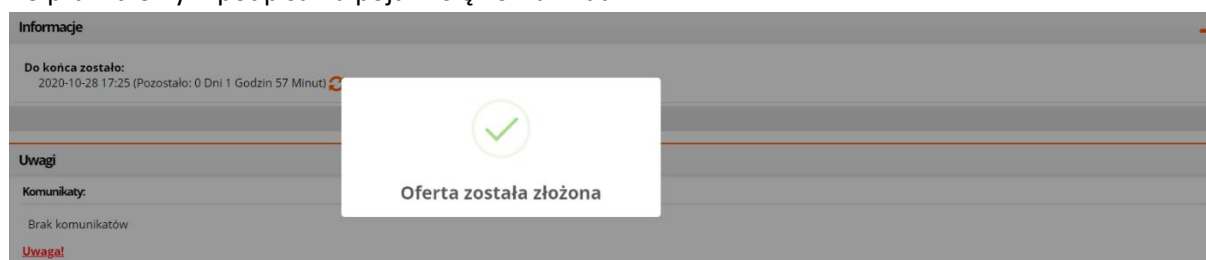 Informacje
Do końca zostało:
2020-10-28 17:25 (Pozostało: 0 Dni 1 Godzin 57 Minut)
Oferta została złożona
Uwagi
Komunikaty:
Brak komunikatów
Uwaga!